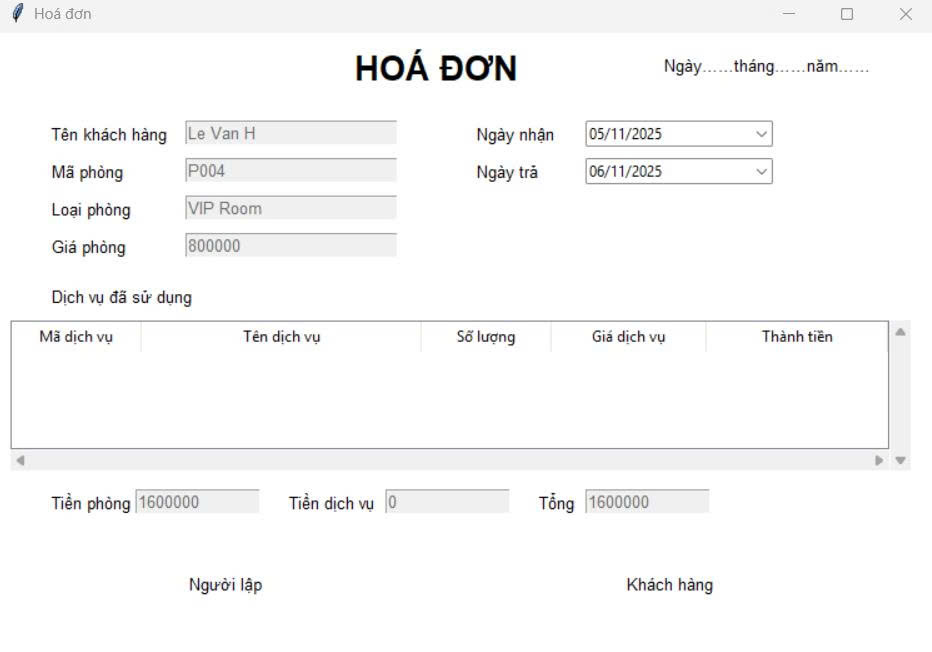 Hoá đơn
HOÁ ĐƠN
Ngày……tháng……năm……
Tên khách hàng Le Van H Ngày nhận 05/11/2025
Mã phòng P004 Ngày trả 06/11/2025
Loại phòng VIP Room
Giá phòng 800000
Dịch vụ đã sử dụng
Mã dịch vụ Tên dịch vụ Số lượng Giá dịch vụ Thành tiền
Tiền phòng 1600000 Tiền dịch vụ 0 Tổng 1600000
Người lập Khách hàng